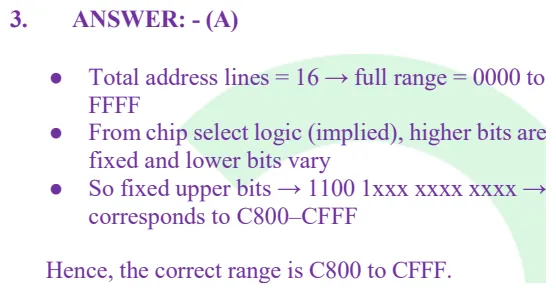 3. ANSWER: - (A)
● Total address lines = 16 → full range = 0000 to
FFFF
● From chip select logic (implied), higher bits are
fixed and lower bits vary
● So fixed upper bits → 1100 1xxx xxxx xxxx →
corresponds to C800–CFFF
Hence, the correct range is C800 to CFFF.